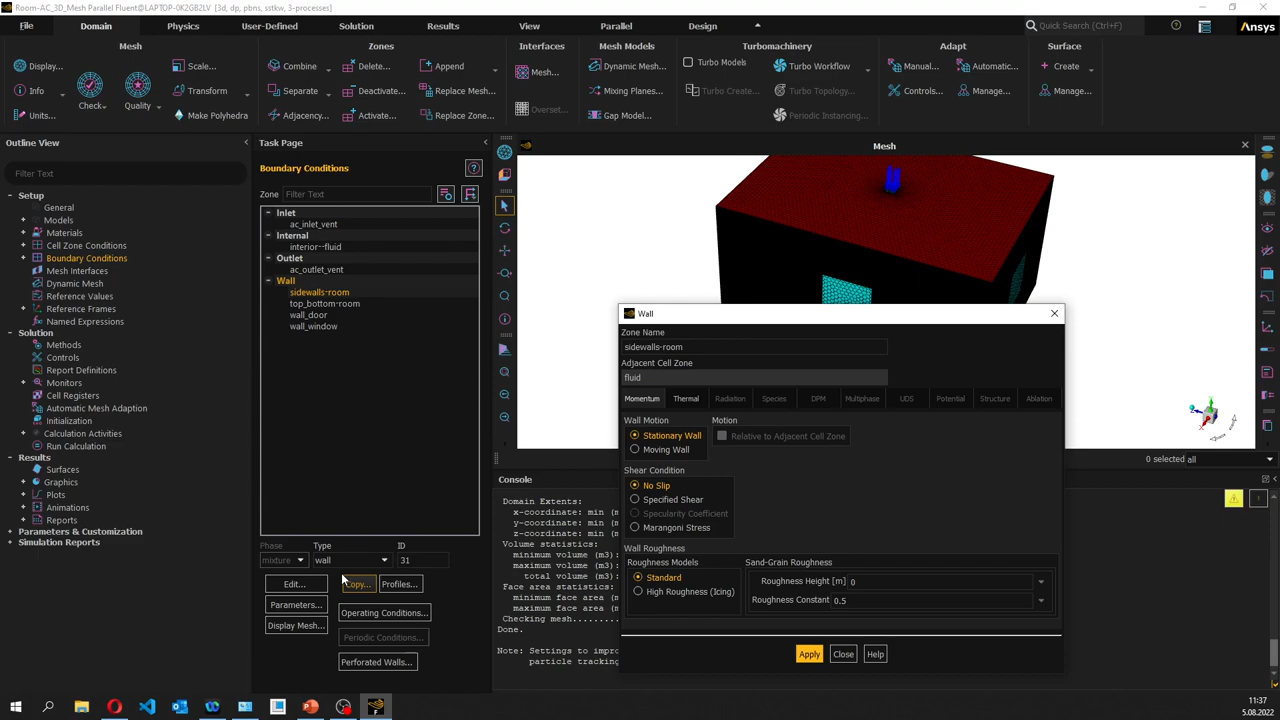 Room-AC_3D_Mesh Parallel Fluent@LAPTOP-0K2GB2LV [3d, dp, pbns, sstkw, 3-processes]
File Domain Physics User-Defined Solution Results View Parallel Design Quick Search (Ctrl+F) Ansys
Mesh Zones Interfaces Mesh Models Turbomachinery Adapt Surface
Display... Scale... Combine Delete... Append Mesh... Dynamic Mesh... Turbo Models Turbo Workflow Manual... Automatic... Create
Info Check Quality Transform Separate Deactivate... Replace Mesh... Mixing Planes... Turbo Create... Turbo Topology... Controls... Manage...
Units... Make Polyhedra Adjacency... Activate... Replace Zone... Overset... Gap Model... Periodic Instancing...
Outline View
Filter Text
Setup
General
Models
Materials
Cell Zone Conditions
Boundary Conditions
Mesh Interfaces
Dynamic Mesh
Reference Values
Reference Frames
Named Expressions
Solution
Methods
Controls
Report Definitions
Monitors
Cell Registers
Automatic Mesh Adaption
Initialization
Calculation Activities
Run Calculation
Results
Surfaces
Graphics
Plots
Animations
Reports
Parameters & Customization
Simulation Reports
Task Page
Boundary Conditions
Zone Filter Text
Inlet
ac_inlet_vent
Internal
interior--fluid
Outlet
ac_outlet_vent
Wall
sidewalls-room
top_bottom-room
wall_door
wall_window
Phase Type ID
mixture wall 31
Edit... Copy... Profiles...
Parameters... Operating Conditions...
Display Mesh... Periodic Conditions...
Perforated Walls...
Mesh
0 selected all
Console
Domain Extents:
x-coordinate: min (m
y-coordinate: min (m
z-coordinate: min (m
Volume statistics:
minimum volume (m3):
maximum volume (m3):
total volume (m3):
Face area statistics:
minimum face area (m
maximum face area (m
Checking mesh.......
Done.
Note: Settings to impro
particle tracking
Wall
Zone Name
sidewalls-room
Adjacent Cell Zone
fluid
Momentum Thermal Radiation Species DPM Multiphase UDS Potential Structure Ablation
Wall Motion Motion
Stationary Wall Relative to Adjacent Cell Zone
Moving Wall
Shear Condition
No Slip
Specified Shear
Specularity Coefficient
Marangoni Stress
Wall Roughness
Roughness Models Sand-Grain Roughness
Standard Roughness Height [m] 0
High Roughness (Icing) Roughness Constant 0.5
Apply Close Help
11:37
5.08.2022